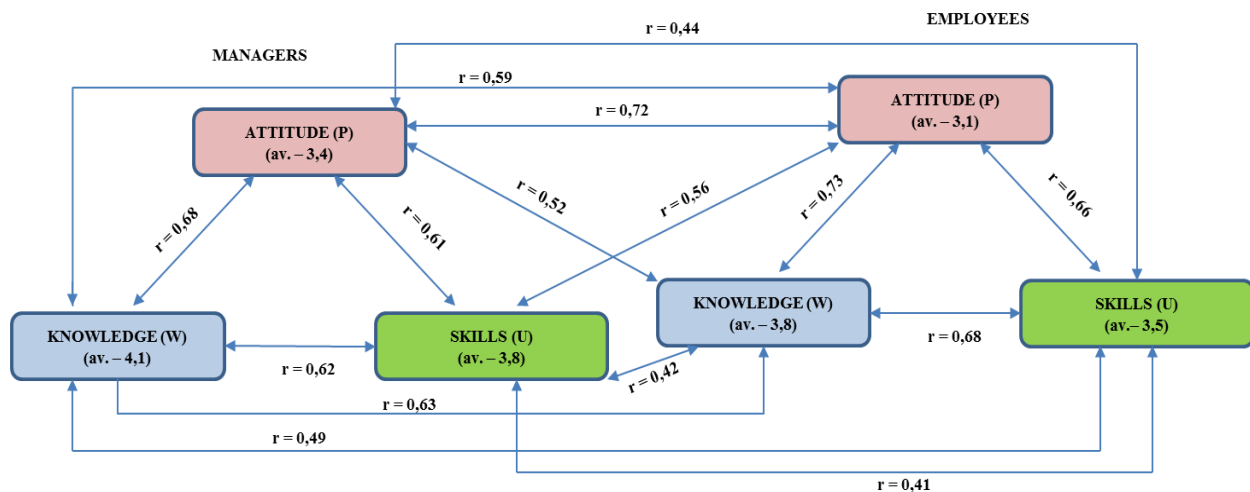 EMPLOYEES
r = 0,44
MANAGERS
r = 0,59
ATTITUDE (P)
(av. – 3,1)
r = 0,72
ATTITUDE (P)
(av. – 3,4)
r = 0,68
r = 0,61
r = 0,52
r = 0,56
r = 0,73
r = 0,66
KNOWLEDGE (W)
(av. – 3,8)
SKILLS (U)
(av. – 3,5)
KNOWLEDGE (W)
(av. – 4,1)
SKILLS (U)
(av. – 3,8)
r = 0,68
r = 0,62
r = 0,42
r = 0,63
r = 0,49
r = 0,41